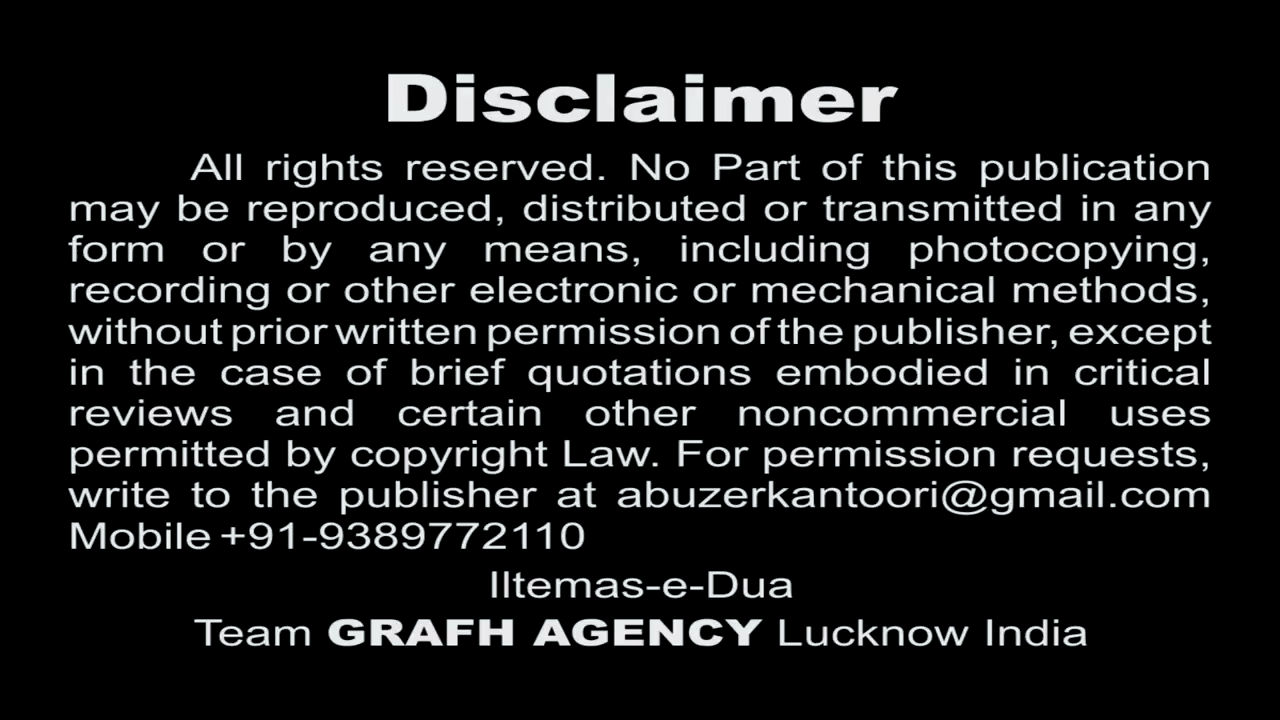 Disclaimer
All rights reserved. No Part of this publication
may be reproduced, distributed or transmitted in any
form or by any means, including photocopying,
recording or other electronic or mechanical methods,
without prior written permission of the publisher, except
in the case of brief quotations embodied in critical
reviews and certain other noncommercial uses
permitted by copyright Law. For permission requests,
write to the publisher at abuzerkantoori@gmail.com
Mobile +91-9389772110
Iltemas-e-Dua
Team GRAFH AGENCY Lucknow India